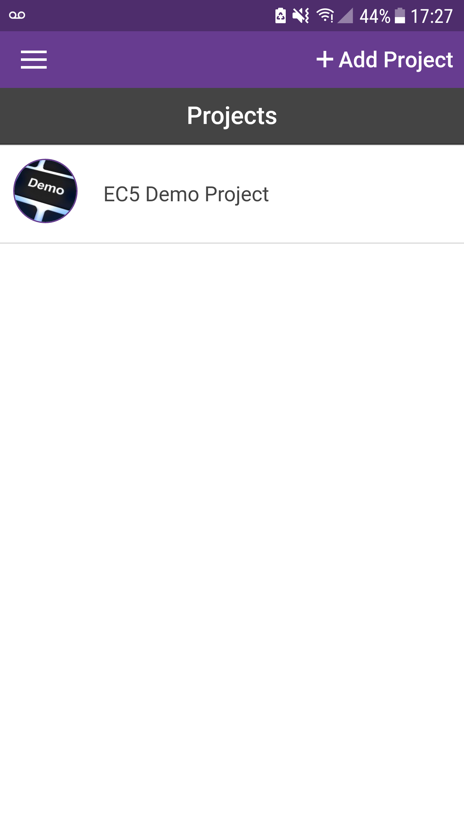 44% 17:27
+ Add Project
Projects
Demo
EC5 Demo Project